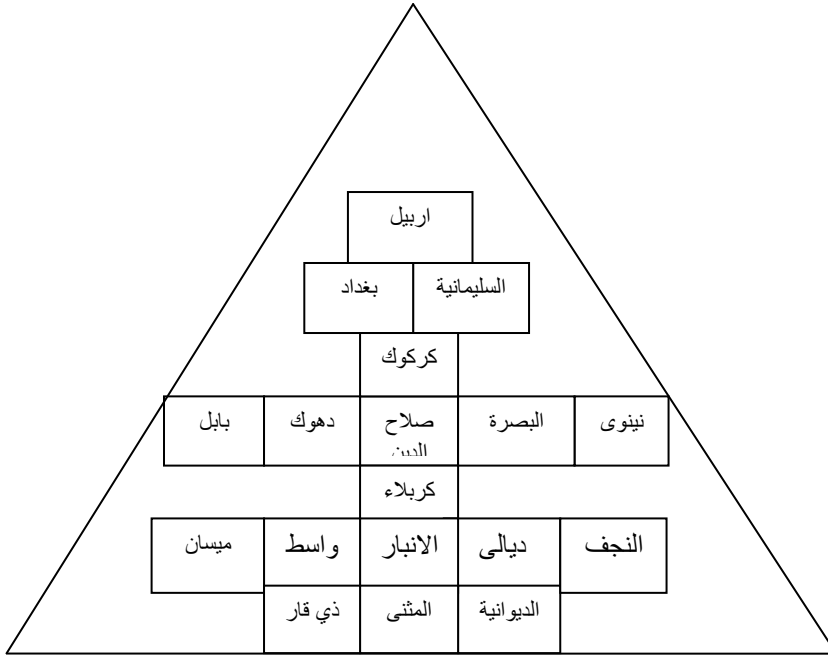 اربيل
السليمانية بغداد
كركوك
نينوى البصرة صلاح الدين دهوك بابل
كربلاء
النجف ديالى الانبار واسط ميسان
الديوانية المثنى ذي قار